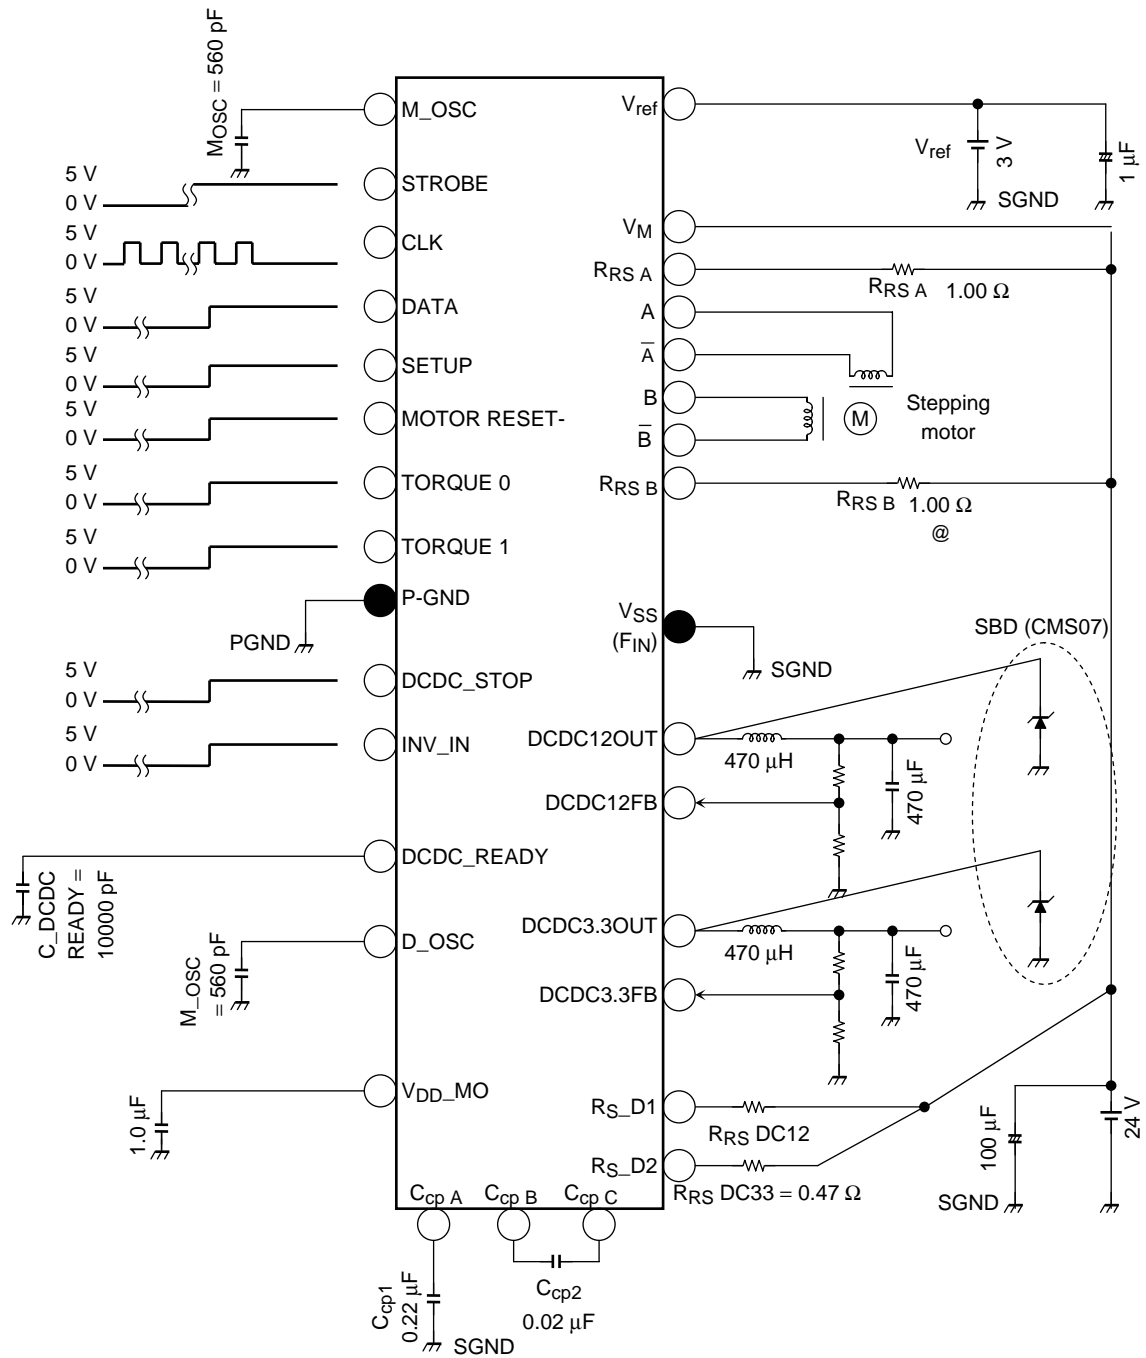 MOSC = 560 pF
M_OSC
Vref
Vref
3 V
1 μF
SGND
5 V
0 V
STROBE
5 V
0 V
CLK
VM
RRS A
RRS A 1.00 Ω
5 V
0 V
DATA
A
A
5 V
0 V
SETUP
B
Stepping
motor
M
5 V
0 V
MOTOR RESET-
B
5 V
0 V
TORQUE 0
RRS B
RRS B 1.00 Ω
@
5 V
0 V
TORQUE 1
P-GND
PGND
VSS
(FIN)
SGND
SBD (CMS07)
5 V
0 V
DCDC_STOP
5 V
0 V
INV_IN
DCDC12OUT
470 μH
470 μF
DCDC12FB
DCDC_READY
C_DCDC
READY =
10000 pF
DCDC3.3OUT
470 μH
470 μF
D_OSC
M_OSC
= 560 pF
DCDC3.3FB
VDD_MO
1.0 μF
RS_D1
RRS DC12
RS_D2
RRS DC33 = 0.47 Ω
100 μF
24 V
SGND
Ccp A
Ccp B
Ccp C
Ccp1
0.22 μF
SGND
Ccp2
0.02 μF